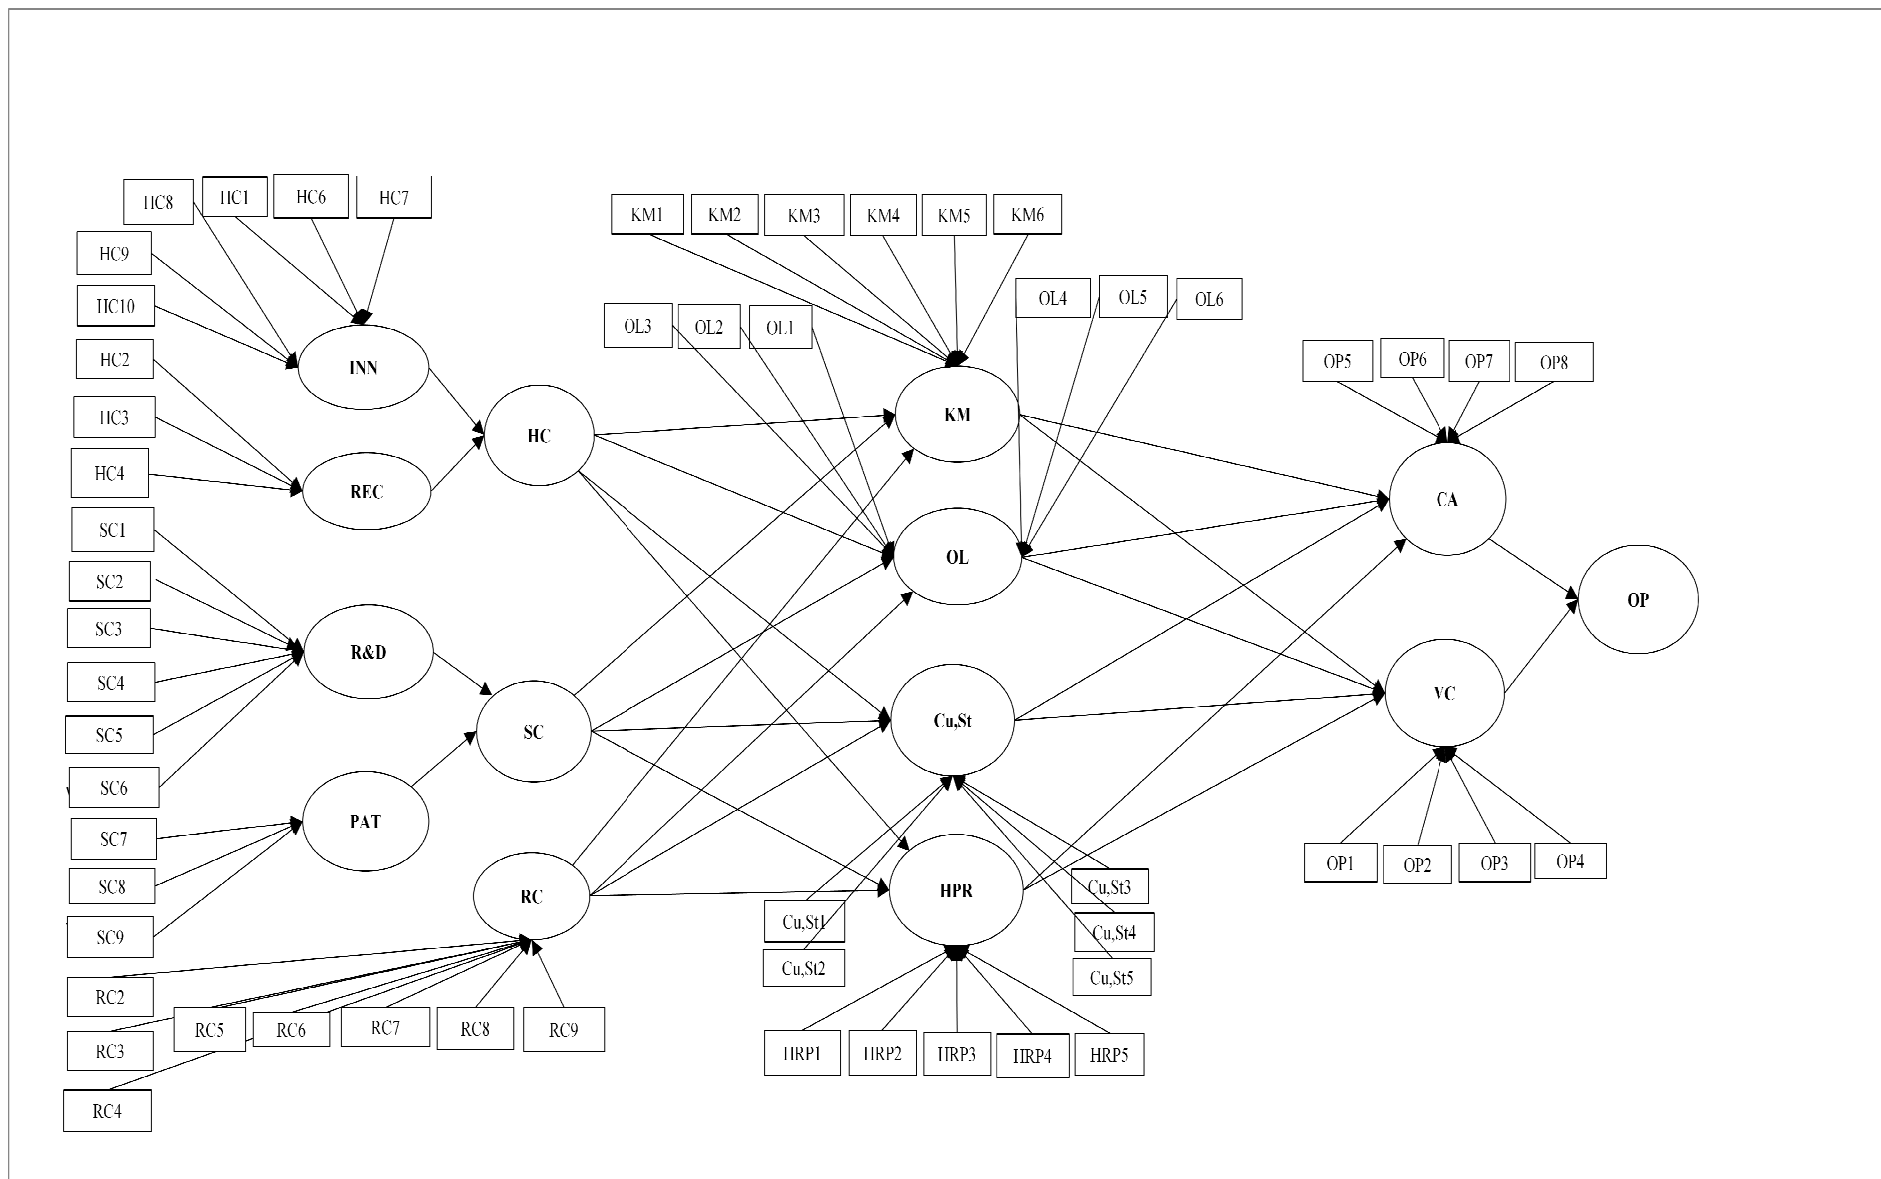 HC8
HC1
HC6
HC7
HC9
HC10
HC2
HC3
HC4
SC1
SC2
SC3
SC4
SC5
SC6
SC7
SC8
SC9
RC2
RC3
RC4
RC5
RC6
RC7
RC8
RC9
INN
REC
R&D
PAT
HC
SC
RC
KM1
KM2
KM3
KM4
KM5
KM6
OL3
OL2
OL1
OL4
OL5
OL6
KM
OL
Cu,St
HPR
Cu,St1
Cu,St2
Cu,St3
Cu,St4
Cu,St5
HRP1
HRP2
HRP3
HRP4
HRP5
OP5
OP6
OP7
OP8
CA
VC
OP
OP1
OP2
OP3
OP4